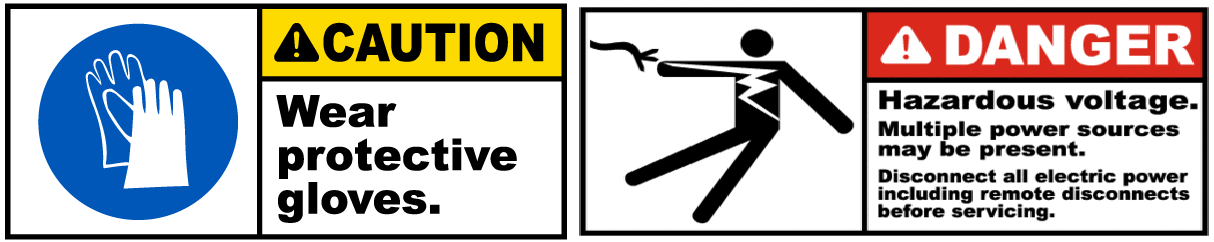 CAUTION
Wear
protective
gloves.
DANGER
Hazardous voltage.
Multiple power sources
may be present.
Disconnect all electric power
including remote disconnects
before servicing.